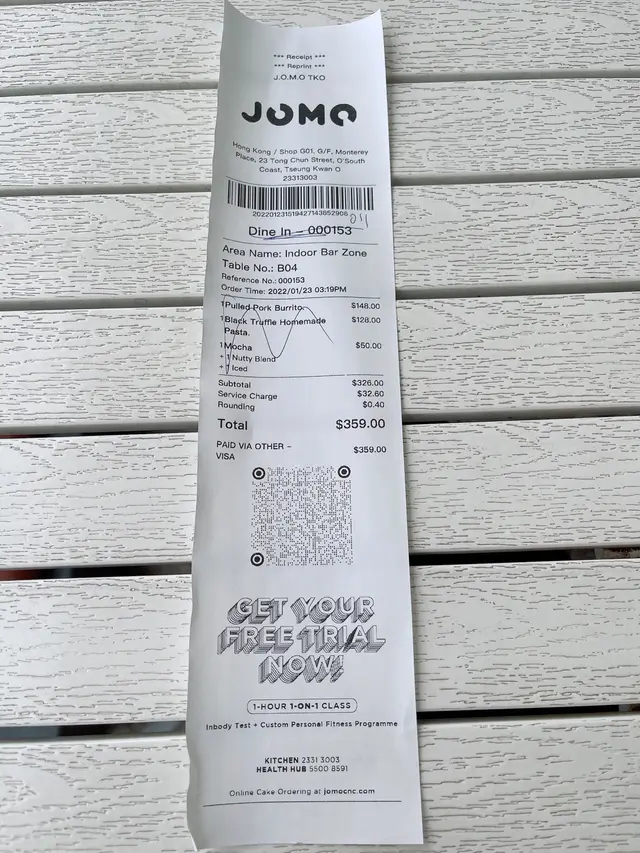 *** Receipt ***
*** Reprint ***
J.O.M.O TKO
JOMO
Hong Kong / Shop G01, G/F, Monterey
Place, 23 Tong Chun Street, O'South
Coast, Tseung Kwan O
23313003
202201231519427143852906
Dine In - 000153
Area Name: Indoor Bar Zone
Table No.: B04
Reference No.: 000153
Order Time: 2022/01/23 03:19PM
1 Pulled Pork Burrito $148.00
1 Black Truffle Homemade $128.00
Pasta.
1 Mocha $50.00
+ 1 Nutty Blend
+ 1 Iced
Subtotal $326.00
Service Charge $32.60
Rounding $0.40
Total $359.00
PAID VIA OTHER - $359.00
VISA
GET YOUR
FREE TRIAL
NOW!
1-HOUR 1-ON-1 CLASS
Inbody Test + Custom Personal Fitness Programme
KITCHEN 2331 3003
HEALTH HUB 5500 8591
Online Cake Ordering at jomocnc.com